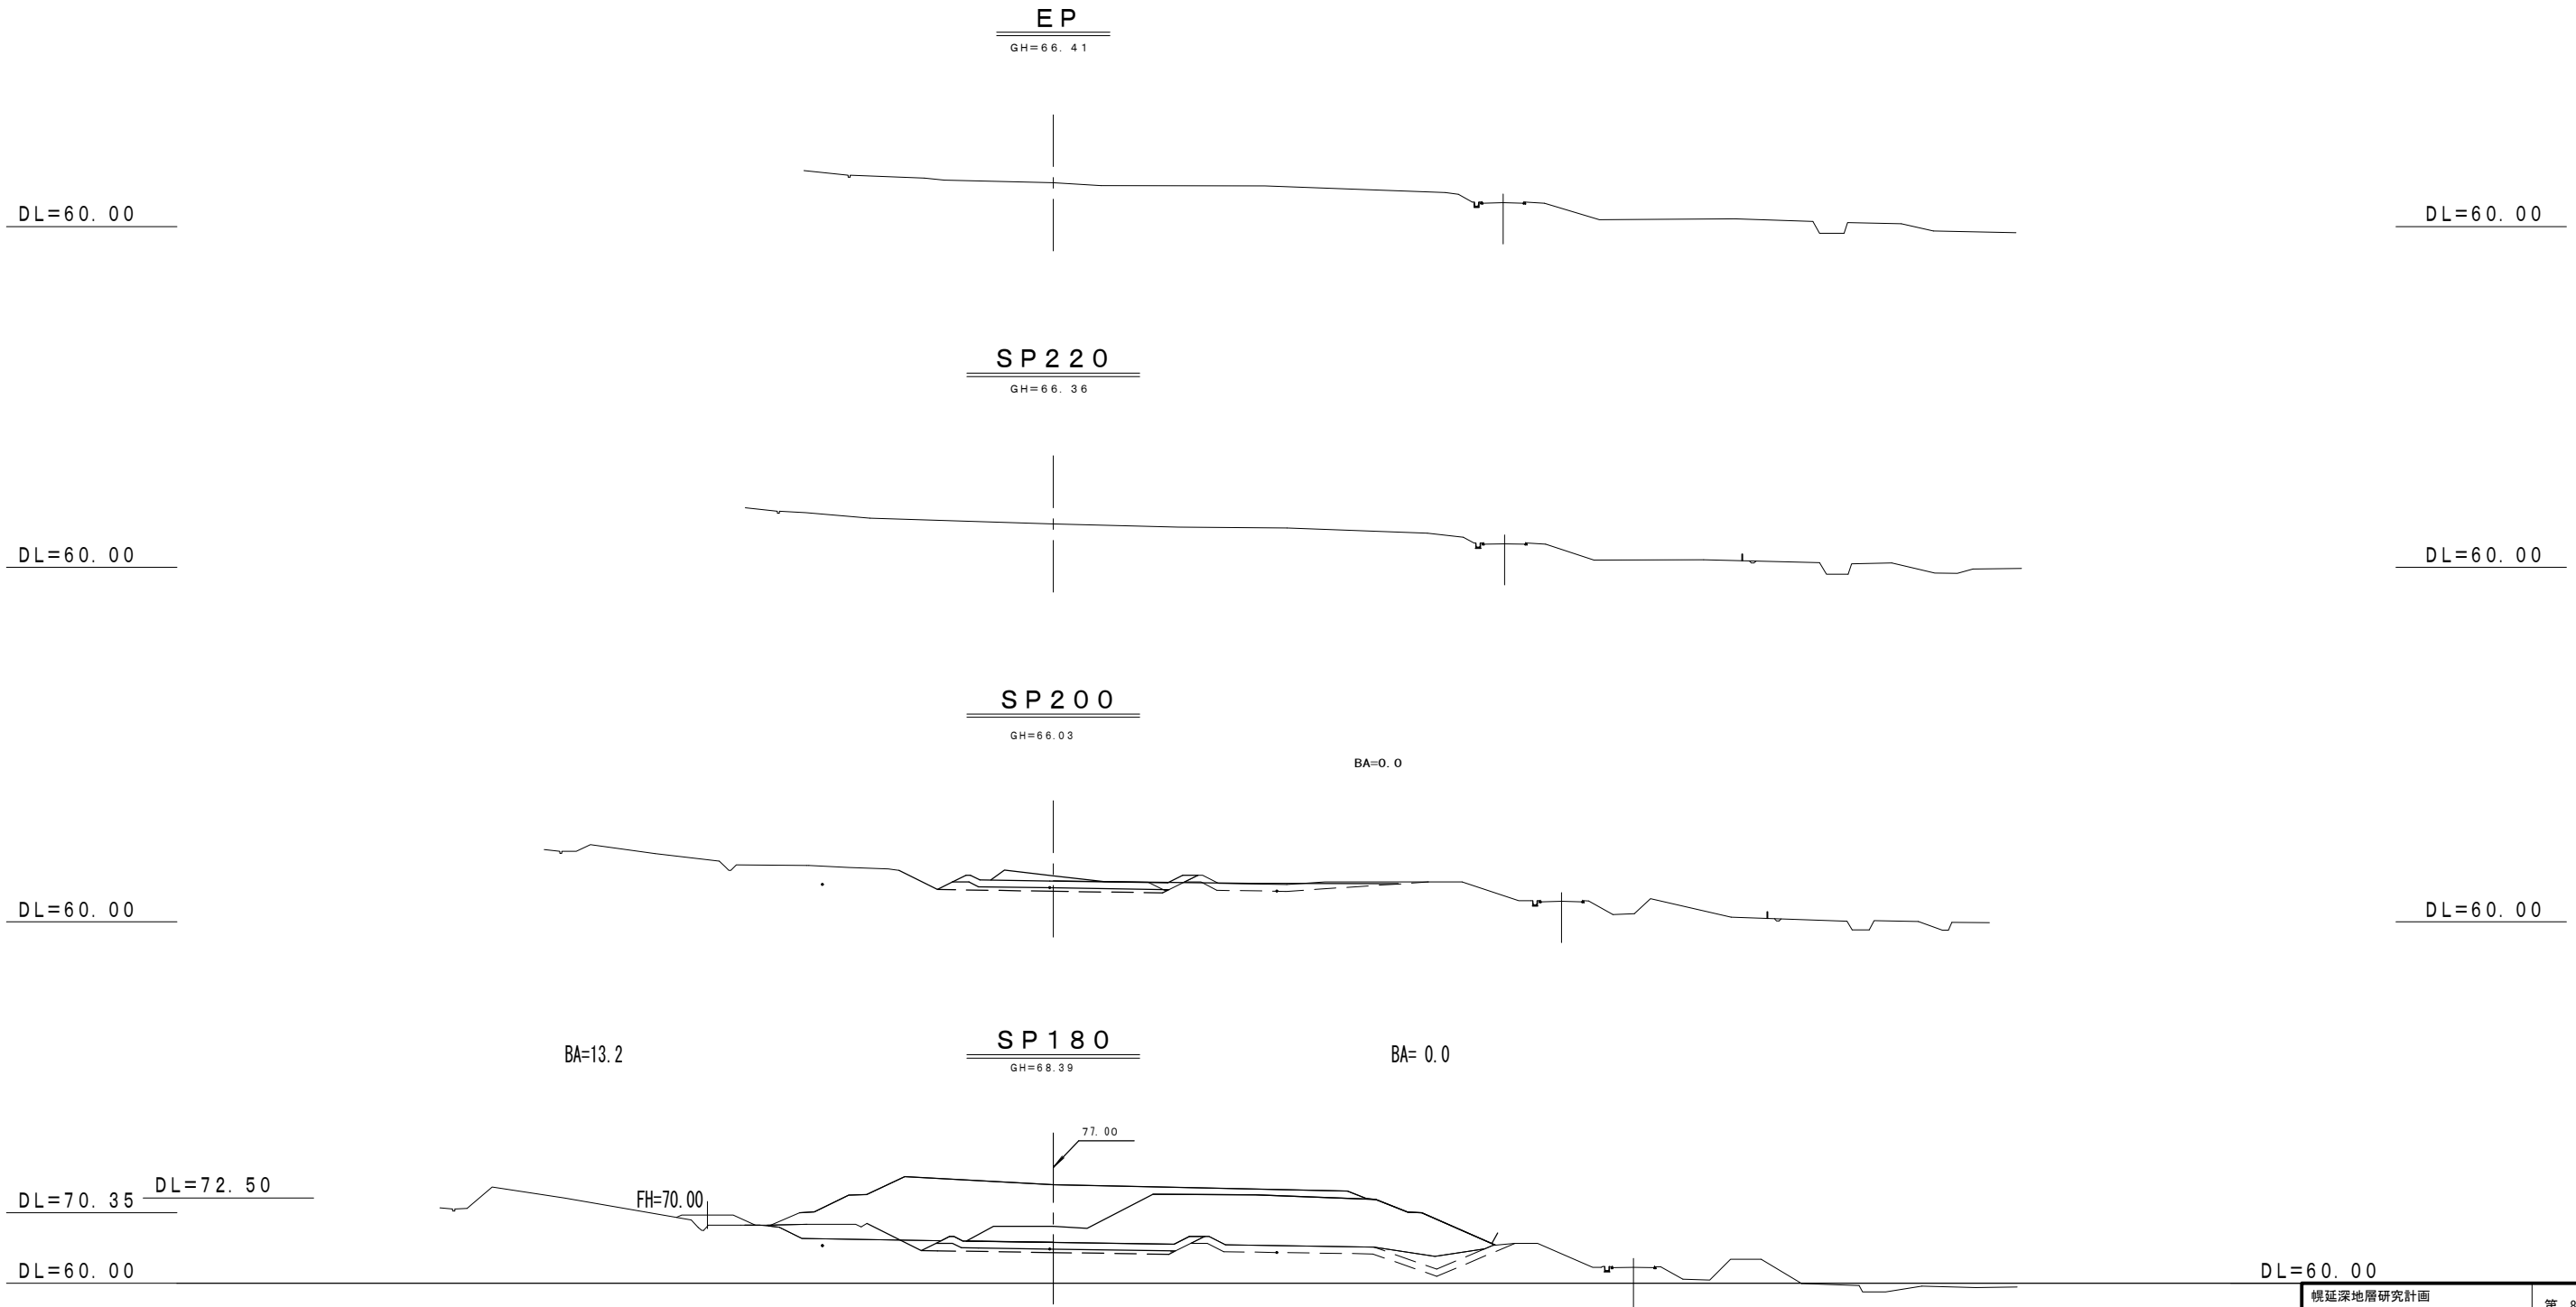 EP
GH=66.41
DL=60.00
DL=60.00
SP220
GH=66.36
DL=60.00
DL=60.00
SP200
GH=66.03
BA=0.0
DL=60.00
DL=60.00
SP180
GH=68.39
BA=13.2
BA= 0.0
77.00
DL=72.50
DL=70.35
FH=70.00
DL=60.00
DL=60.00
幌延深地層研究計画